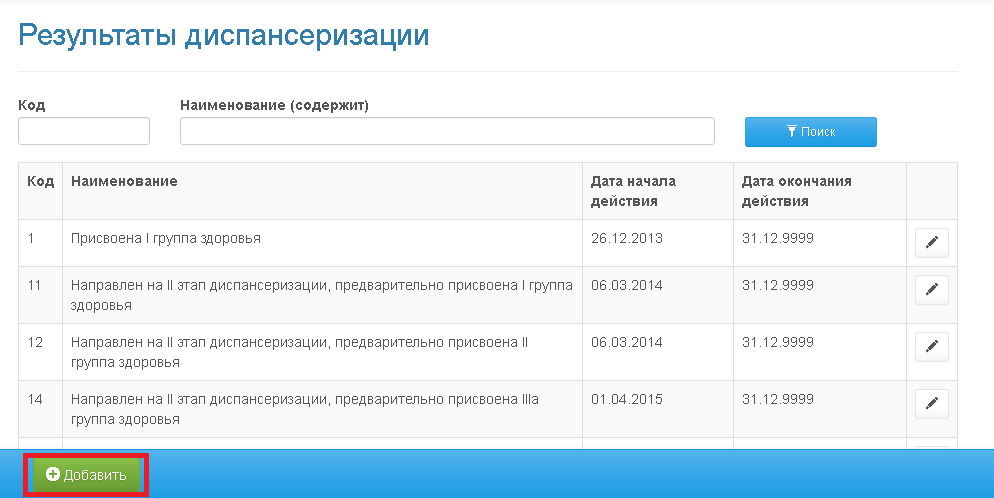 Результаты диспансеризации
Код
Наименование (содержит)
Поиск
Код Наименование Дата начала действия Дата окончания действия
1 Присвоена I группа здоровья 26.12.2013 31.12.9999
11 Направлен на II этап диспансеризации, предварительно присвоена I группа здоровья 06.03.2014 31.12.9999
12 Направлен на II этап диспансеризации, предварительно присвоена II группа здоровья 06.03.2014 31.12.9999
14 Направлен на II этап диспансеризации, предварительно присвоена IIIа группа здоровья 01.04.2015 31.12.9999
Добавить